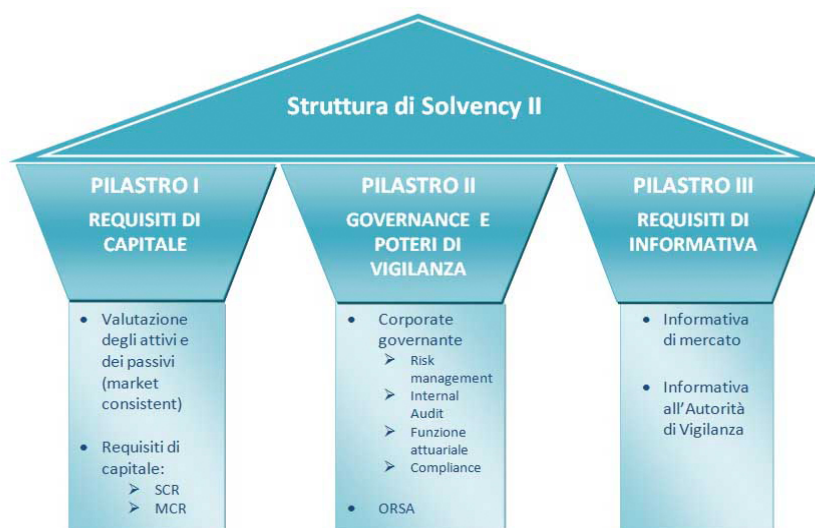 Struttura di Solvency II
PILASTRO I
REQUISITI DI
CAPITALE
• Valutazione
degli attivi e
dei passivi
(market
consistent)
• Requisiti di
capitale:
➢ SCR
➢ MCR
PILASTRO II
GOVERNANCE E
POTERI DI
VIGILANZA
• Corporate
governante
➢ Risk
management
➢ Internal
Audit
➢ Funzione
attuariale
➢ Compliance
• ORSA
PILASTRO III
REQUISITI DI
INFORMATIVA
• Informativa
di mercato
• Informativa
all'Autorità
di Vigilanza